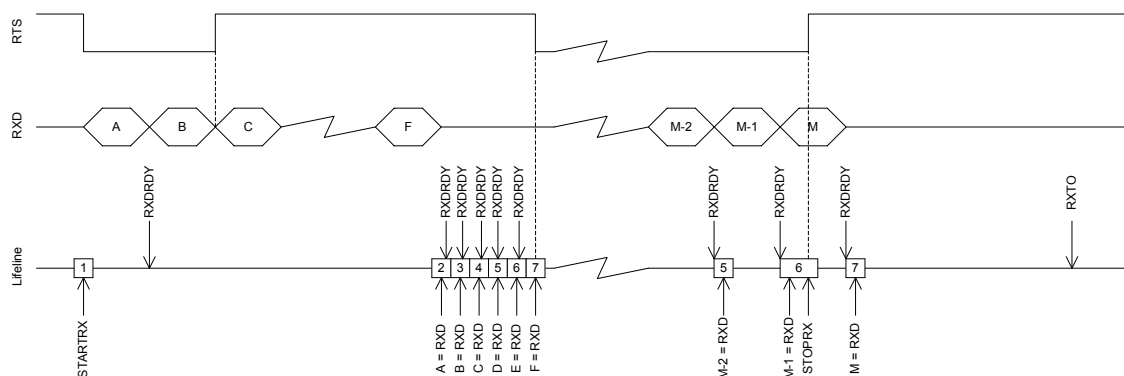 RTS
RXD
A
B
C
F
M-2
M-1
M
Lifeline
RXDRDY
RXDRDY
RXDRDY
RXDRDY
RXDRDY
RXDRDY
RXDRDY
RXDRDY
RXDRDY
RXTO
1
2
3
4
5
6
7
5
6
7
STARTRX
A = RXD
B = RXD
C = RXD
D = RXD
E = RXD
F = RXD
M-2 = RXD
M-1 = RXD
STOPRX
M = RXD